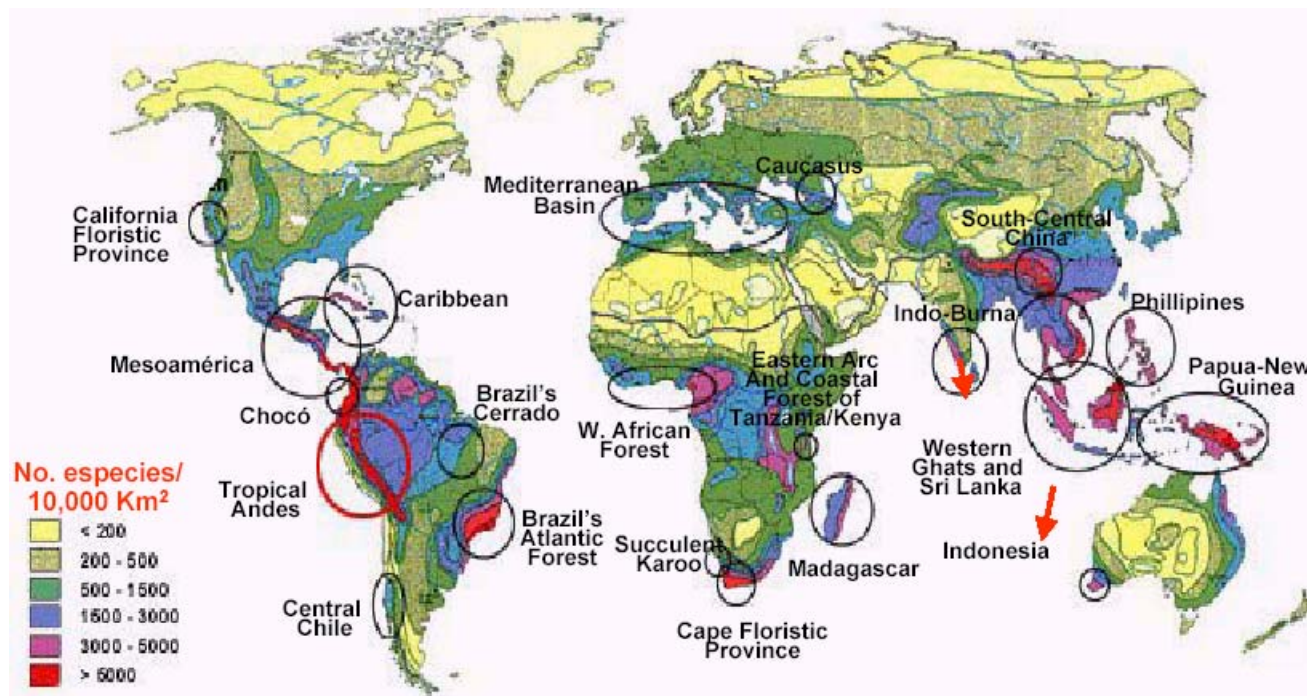 Caucasus
Mediterranean
Basin
California
Floristic
Province
South-Central
China
Caribbean
Indo-Burna
Phillipines
Mesoamérica
Eastern Arc
And Coastal
Forest of
Tanzania/Kenya
Papua-New
Guinea
Chocó
Brazil's
Cerrado
W. African
Forest
Western
Ghats and
Sri Lanka
No. especies/
10,000 Km²
Tropical
Andes
Brazil's
Atlantic
Forest
Succulent
Karoo
Madagascar
Indonesia
Central
Chile
Cape Floristic
Province
< 200
200 - 500
500 - 1500
1500 - 3000
3000 - 5000
> 5000